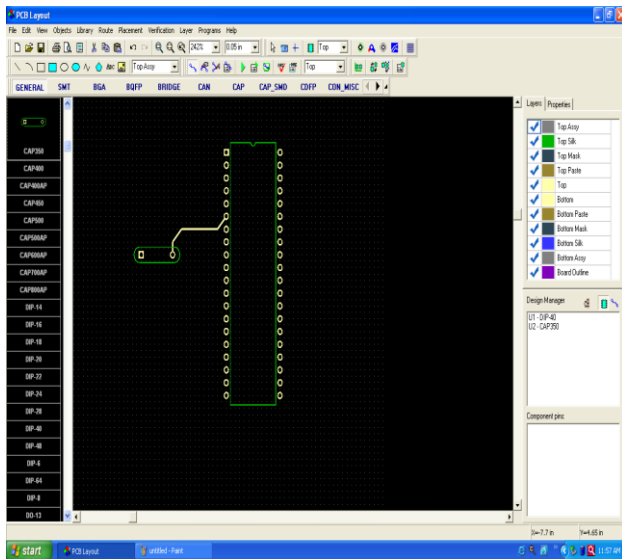 PCB Layout
File Edit View Objects Library Route Placement Verification Layer Programs Help
242% 0.05 in Top
ABC Top Assy Top
GENERAL SMT BGA BQFP BRIDGE CAN CAP CAP_SMD CDFP CON_MISC
Layers Properties
Top Assy
Top Silk
Top Mask
Top Paste
Top
Bottom
Bottom Paste
Bottom Mask
Bottom Silk
Bottom Assy
Board Outline
CAP350
CAP400
CAP400AP
CAP450
CAP500
CAP500AP
CAP600AP
CAP700AP
CAP800AP
DIP-14
DIP-16
DIP-18
DIP-20
DIP-22
DIP-24
DIP-28
DIP-40
DIP-48
DIP-6
DIP-64
DIP-8
DO-13
Design Manager
U1 - DIP-40
U2 - CAP350
Component pins:
X=-7.7 in Y=4.65 in
start PCB Layout untitled - Paint 11:57 AM